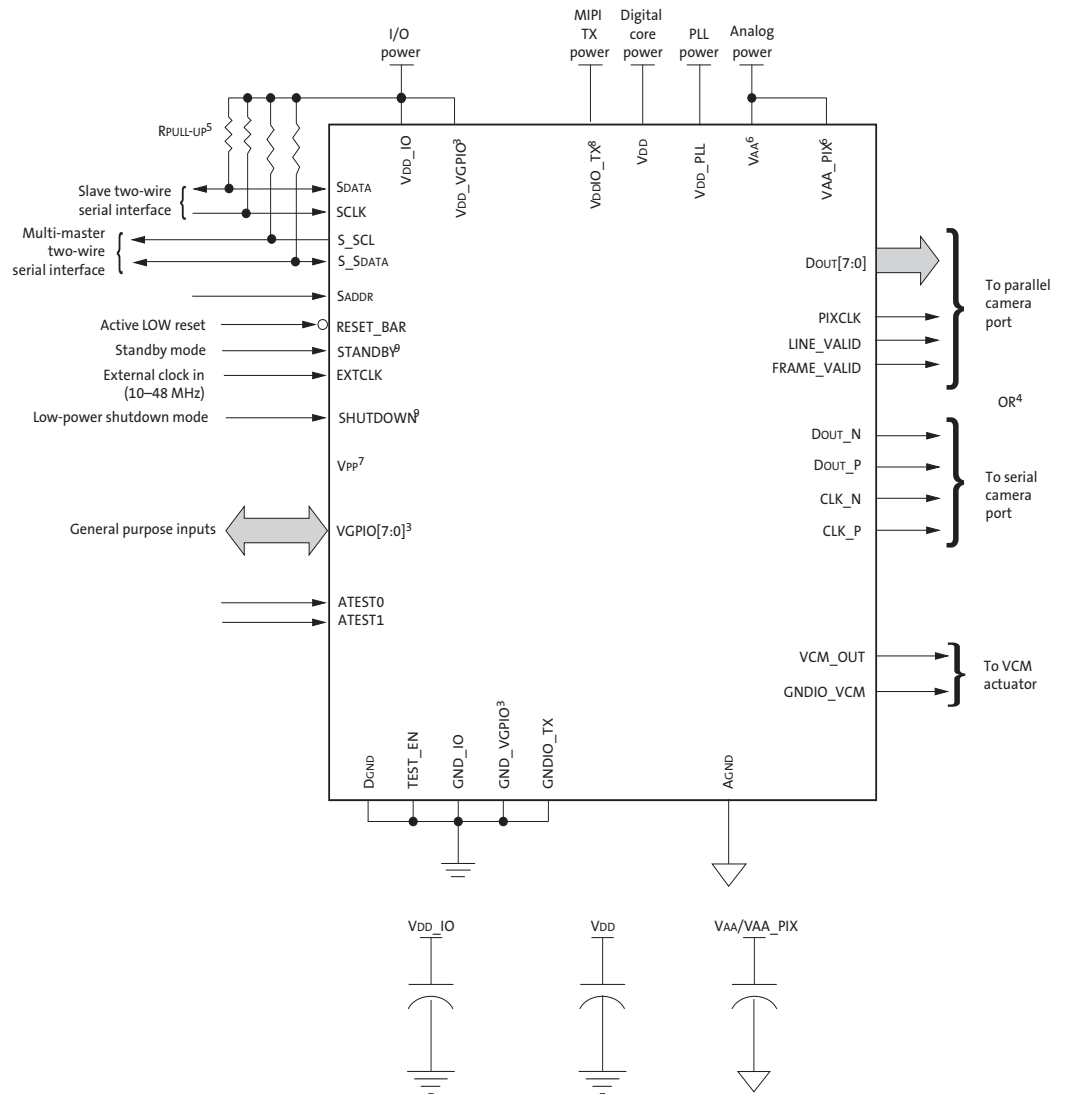 I/O
power
MIPI
TX
power
Digital
core
power
PLL
power
Analog
power
RPULL-UP5
VDD_IO
VDD_VGPIO3
VDDIO_TX8
VDD
VDD_PLL
VAA6
VAA_PIX6
Slave two-wire
serial interface
SDATA
SCLK
Multi-master
two-wire
serial interface
S_SCL
S_SDATA
SADDR
Active LOW reset
RESET_BAR
Standby mode
STANDBY9
External clock in
(10–48 MHz)
EXTCLK
Low-power shutdown mode
SHUTDOWN9
VPP7
General purpose inputs
VGPIO[7:0]3
ATEST0
ATEST1
DOUT[7:0]
PIXCLK
LINE_VALID
FRAME_VALID
To parallel
camera
port
OR4
DOUT_N
DOUT_P
CLK_N
CLK_P
To serial
camera
port
VCM_OUT
GNDIO_VCM
To VCM
actuator
DGND
TEST_EN
GND_IO
GND_VGPIO3
GNDIO_TX
AGND
VDD_IO
VDD
VAA/VAA_PIX